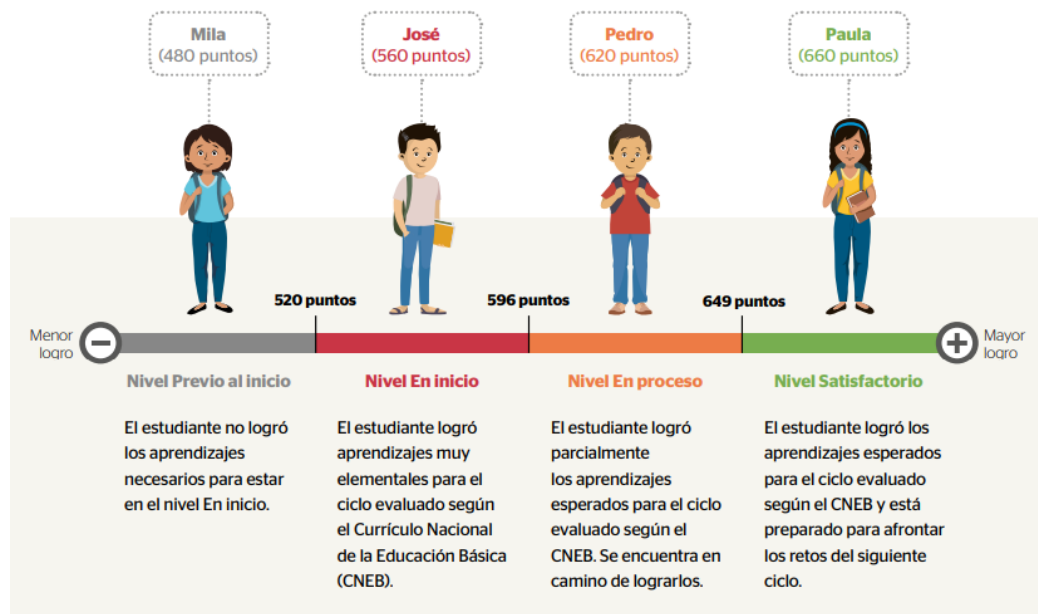 Mila
(480 puntos)
José
(560 puntos)
Pedro
(620 puntos)
Paula
(660 puntos)
520 puntos
596 puntos
649 puntos
Menor
logro
Mayor
logro
Nivel Previo al inicio
El estudiante no logró
los aprendizajes
necesarios para estar
en el nivel En inicio.
Nivel En inicio
El estudiante logró
aprendizajes muy
elementales para el
ciclo evaluado según
el Currículo Nacional
de la Educación Básica
(CNEB).
Nivel En proceso
El estudiante logró
parcialmente
los aprendizajes
esperados para el ciclo
evaluado según el
CNEB. Se encuentra en
camino de lograrlos.
Nivel Satisfactorio
El estudiante logró los
aprendizajes esperados
para el ciclo evaluado
según el CNEB y está
preparado para afrontar
los retos del siguiente
ciclo.